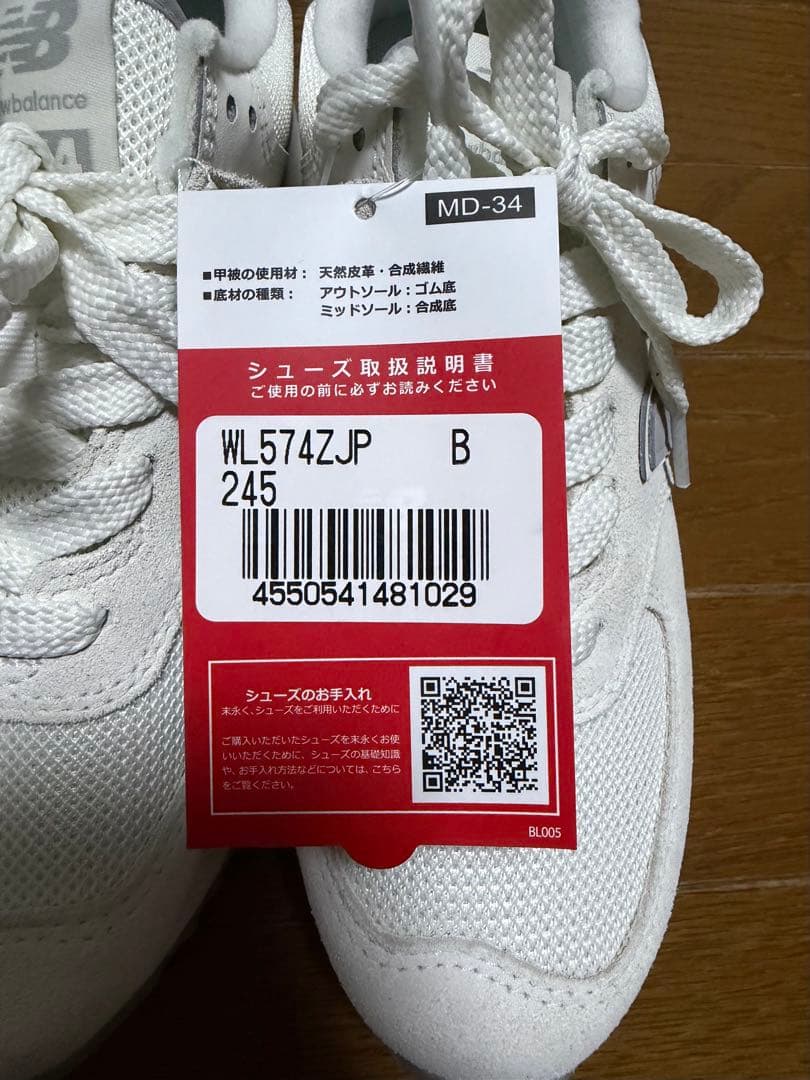 NB
wbalance
MD-34
■甲被の使用材： 天然皮革・合成繊維
■底材の種類： アウトソール：ゴム底
ミッドソール：合成底
シューズ取扱説明書
ご使用の前に必ずお読みください
WL574ZJP B
245
4550541481029
シューズのお手入れ
末永く、シューズをご利用いただくために
ご購入いただいたシューズを末永くお使
いいただくために、シューズの基礎知識
や、お手入れ方法などについては、こちら
をご覧ください。
BL005